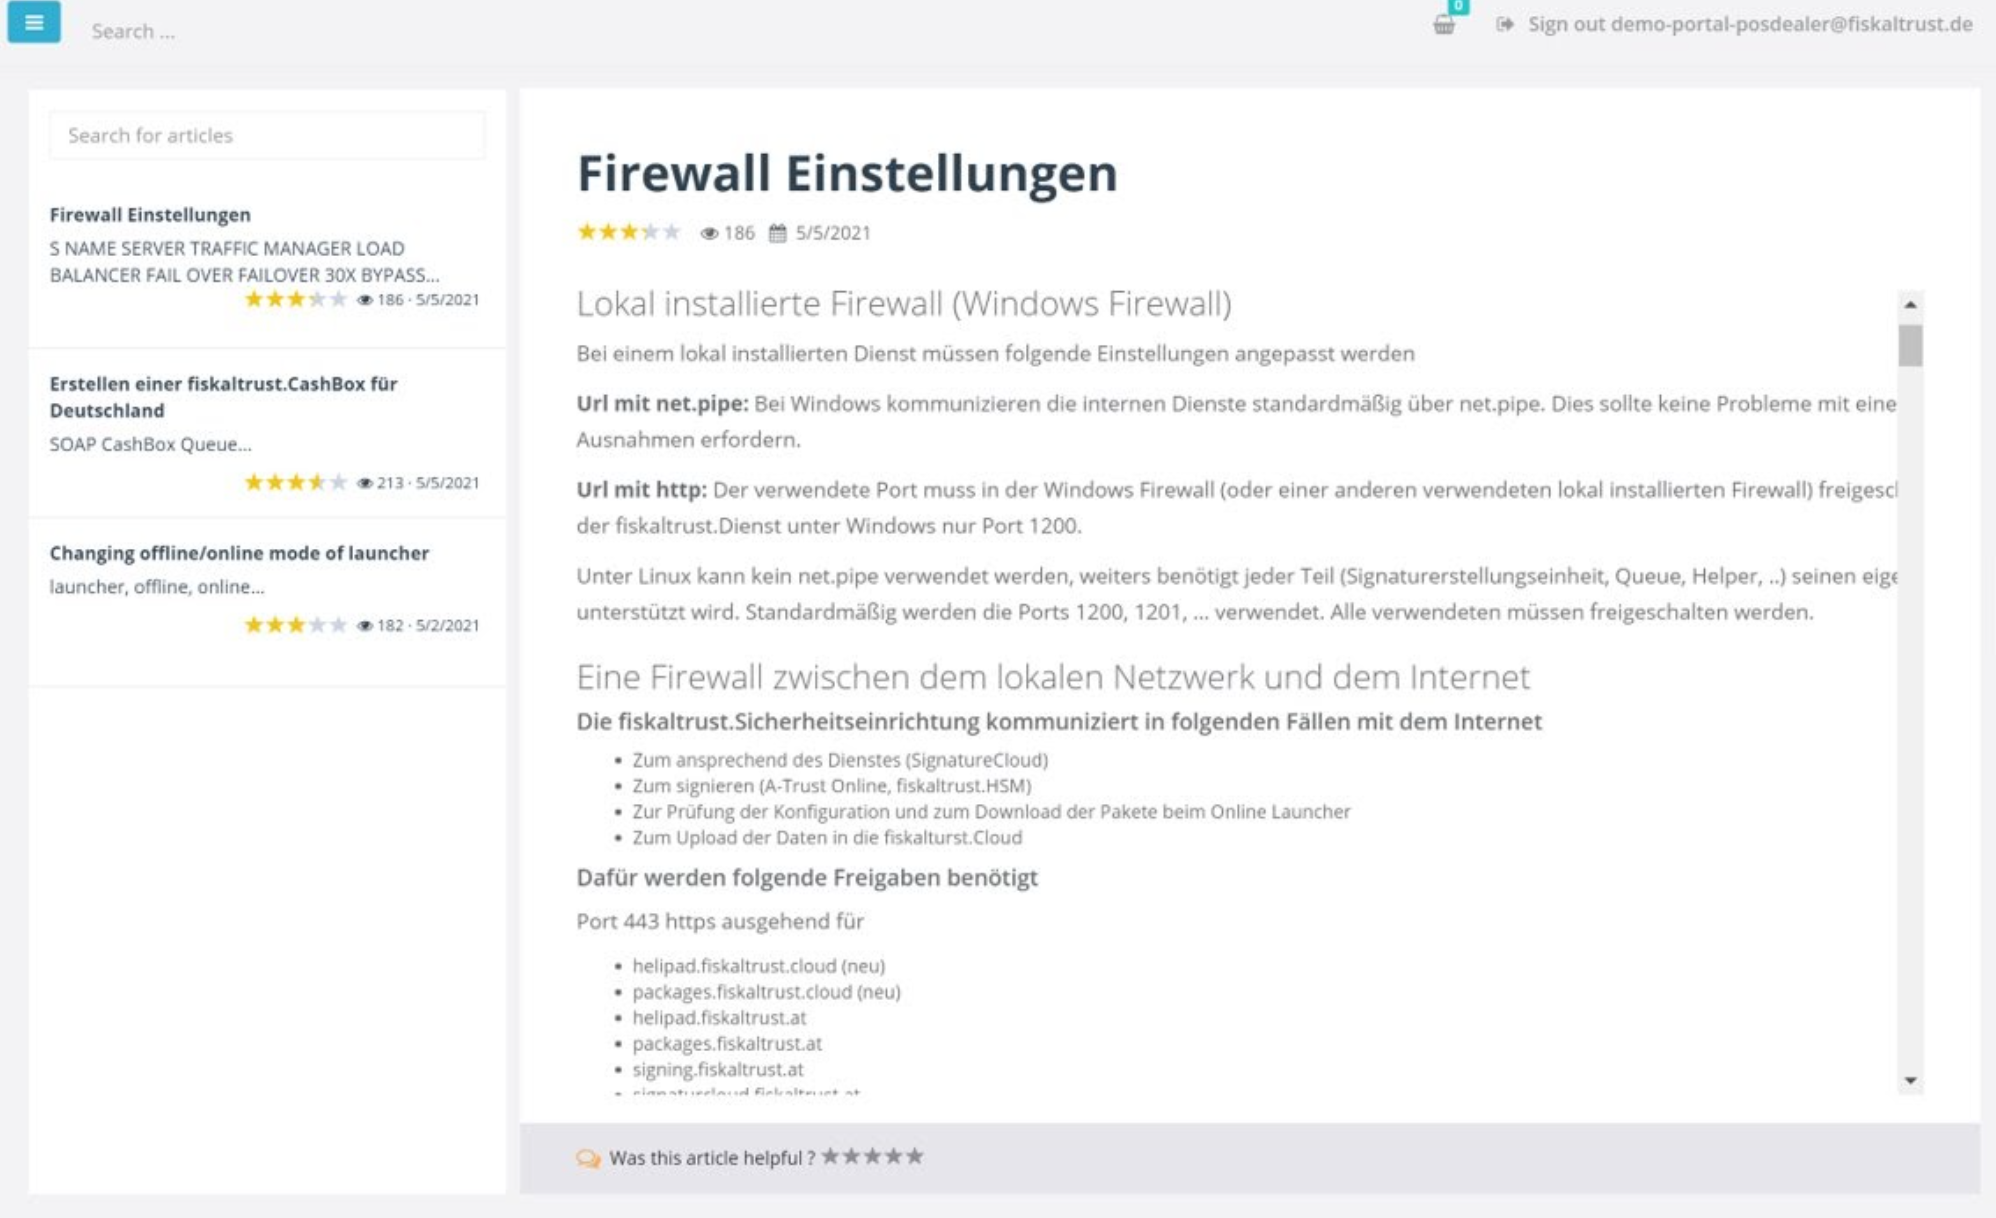 Search ...
0
Sign out demo-portal-posdealer@fiskaltrust.de
Search for articles
Firewall Einstellungen
S NAME SERVER TRAFFIC MANAGER LOAD
BALANCER FAIL OVER FAILOVER 30X BYPASS...
186 · 5/5/2021
Erstellen einer fiskaltrust.CashBox für
Deutschland
SOAP CashBox Queue...
213 · 5/5/2021
Changing offline/online mode of launcher
launcher, offline, online...
182 · 5/2/2021
Firewall Einstellungen
186 5/5/2021
Lokal installierte Firewall (Windows Firewall)
Bei einem lokal installierten Dienst müssen folgende Einstellungen angepasst werden
Url mit net.pipe: Bei Windows kommunizieren die internen Dienste standardmäßig über net.pipe. Dies sollte keine Probleme mit eine
Ausnahmen erfordern.
Url mit http: Der verwendete Port muss in der Windows Firewall (oder einer anderen verwendeten lokal installierten Firewall) freigesc
der fiskaltrust.Dienst unter Windows nur Port 1200.
Unter Linux kann kein net.pipe verwendet werden, weiters benötigt jeder Teil (Signaturerstellungseinheit, Queue, Helper, ..) seinen eige
unterstützt wird. Standardmäßig werden die Ports 1200, 1201, ... verwendet. Alle verwendeten müssen freigeschalten werden.
Eine Firewall zwischen dem lokalen Netzwerk und dem Internet
Die fiskaltrust.Sicherheitseinrichtung kommuniziert in folgenden Fällen mit dem Internet
• Zum ansprechend des Dienstes (SignatureCloud)
• Zum signieren (A-Trust Online, fiskaltrust.HSM)
• Zur Prüfung der Konfiguration und zum Download der Pakete beim Online Launcher
• Zum Upload der Daten in die fiskalturst.Cloud
Dafür werden folgende Freigaben benötigt
Port 443 https ausgehend für
• helipad.fiskaltrust.cloud (neu)
• packages.fiskaltrust.cloud (neu)
• helipad.fiskaltrust.at
• packages.fiskaltrust.at
• signing.fiskaltrust.at
Was this article helpful ?